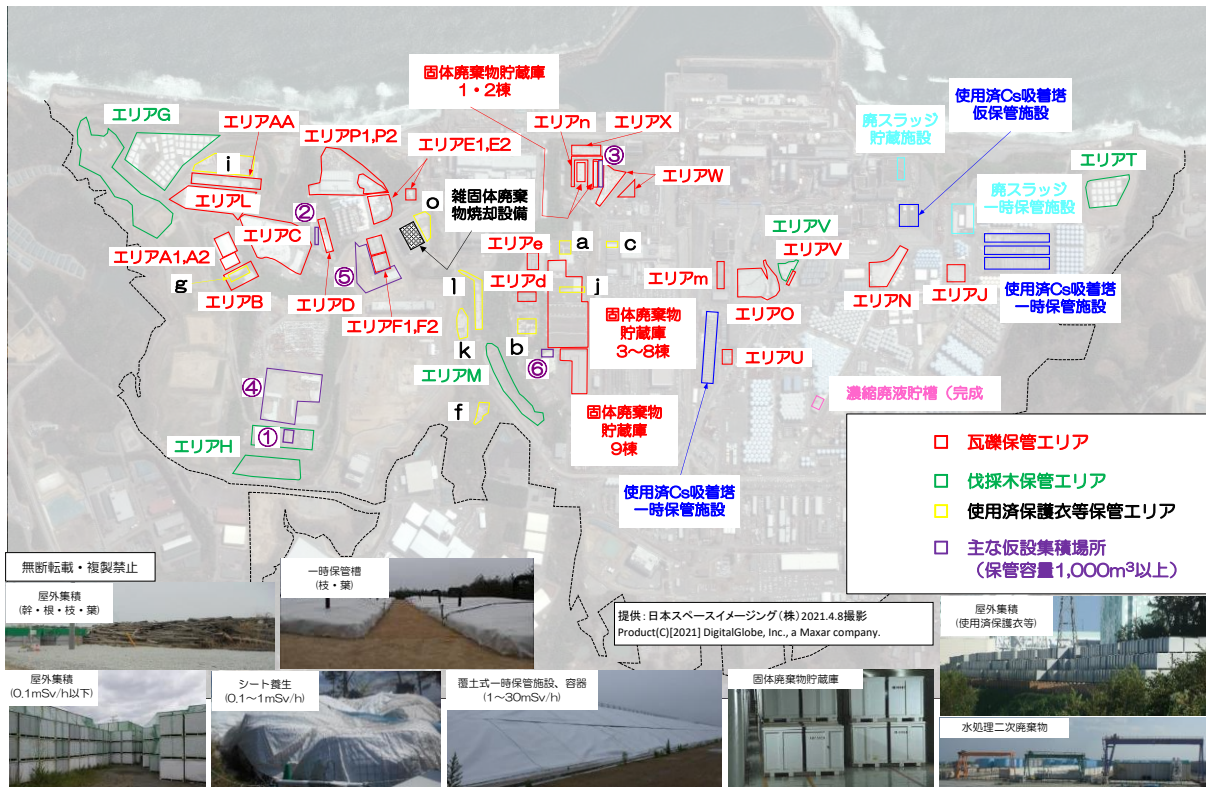 固体廃棄物貯蔵庫
1・2棟
使用済Cs吸着塔
仮保管施設
エリアG
エリアAA
エリアP1,P2
エリアn
エリアX
廃スラッジ
貯蔵施設
エリアT
i
エリアE1,E2
③
エリアW
エリアL
o
雑固体廃棄
物焼却設備
廃スラッジ
一時保管施設
②
エリアC
エリアV
エリアe
a
c
エリアV
エリアA1,A2
⑤
エリアm
g
エリアB
エリアD
l
エリアd
j
エリアN
エリアJ
使用済Cs吸着塔
一時保管施設
エリアF1,F2
エリアO
固体廃棄物
貯蔵庫
3~8棟
k
b
⑥
エリアU
エリアM
④
f
濃縮廃液貯槽(完成
固体廃棄物
貯蔵庫
9棟
①
エリアH
使用済Cs吸着塔
一時保管施設
瓦礫保管エリア
伐採木保管エリア
使用済保護衣等保管エリア
主な仮設集積場所
(保管容量1,000m³以上)
無断転載・複製禁止
屋外集積
(幹・根・枝・葉)
一時保管槽
(枝・葉)
提供:日本スペースイメージング(株)2021.4.8撮影
Product(C)[2021] DigitalGlobe, Inc., a Maxar company.
屋外集積
(使用済保護衣等)
屋外集積
(0.1mSv/h以下)
シート養生
(0.1~1mSv/h)
覆土式一時保管施設、容器
(1~30mSv/h)
固体廃棄物貯蔵庫
水処理二次廃棄物